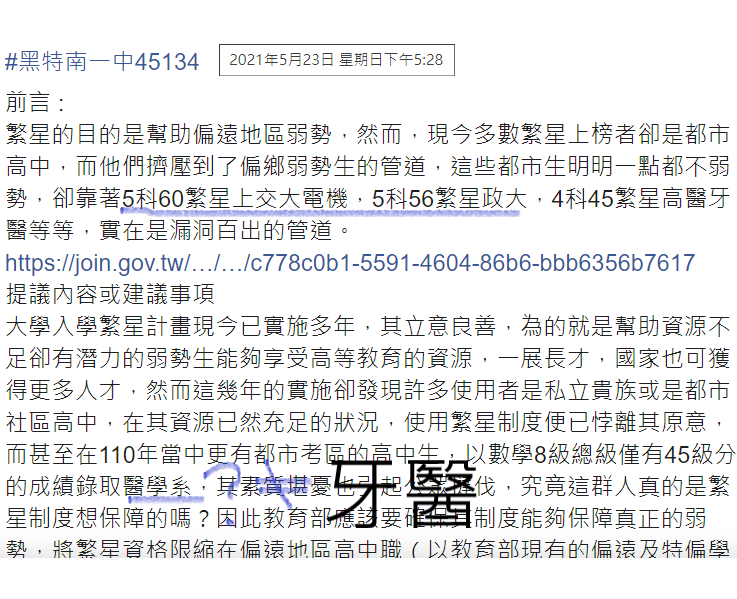 #黑特南一中45134 2021年5月23日 星期日下午5:28
前言：
繁星的目的是幫助偏遠地區弱勢，然而，現今多數繁星上榜者卻是都市
高中，而他們擠壓到了偏鄉弱勢生的管道，這些都市生明明一點都不弱
勢，卻靠著5科60繁星上交大電機，5科56繁星政大，4科45繁星高醫牙
醫等等，實在是漏洞百出的管道。
https://join.gov.tw/…/…/c778c0b1-5591-4604-86b6-bbb6356b7617
提議內容或建議事項
大學入學繁星計畫現今已實施多年，其立意良善，為的就是幫助資源不
足卻有潛力的弱勢生能夠享受高等教育的資源，一展長才，國家也可獲
得更多人才，然而這幾年的實施卻發現許多使用者是私立貴族或是都市
社區高中，在其資源已然充足的狀況，使用繁星制度便已悖離其原意，
而甚至在110年當中更有都市考區的高中生，以數學8級總級僅有45級分
的成績錄取醫學系，其素質堪憂也引起公眾撻伐，究竟這群人真的是繁
? 牙醫
星制度想保障的嗎？因此教育部應該要確保其制度能夠保障真正的弱
勢，將繁星資格限縮在偏遠地區高中職（以教育部現有的偏遠及特偏學